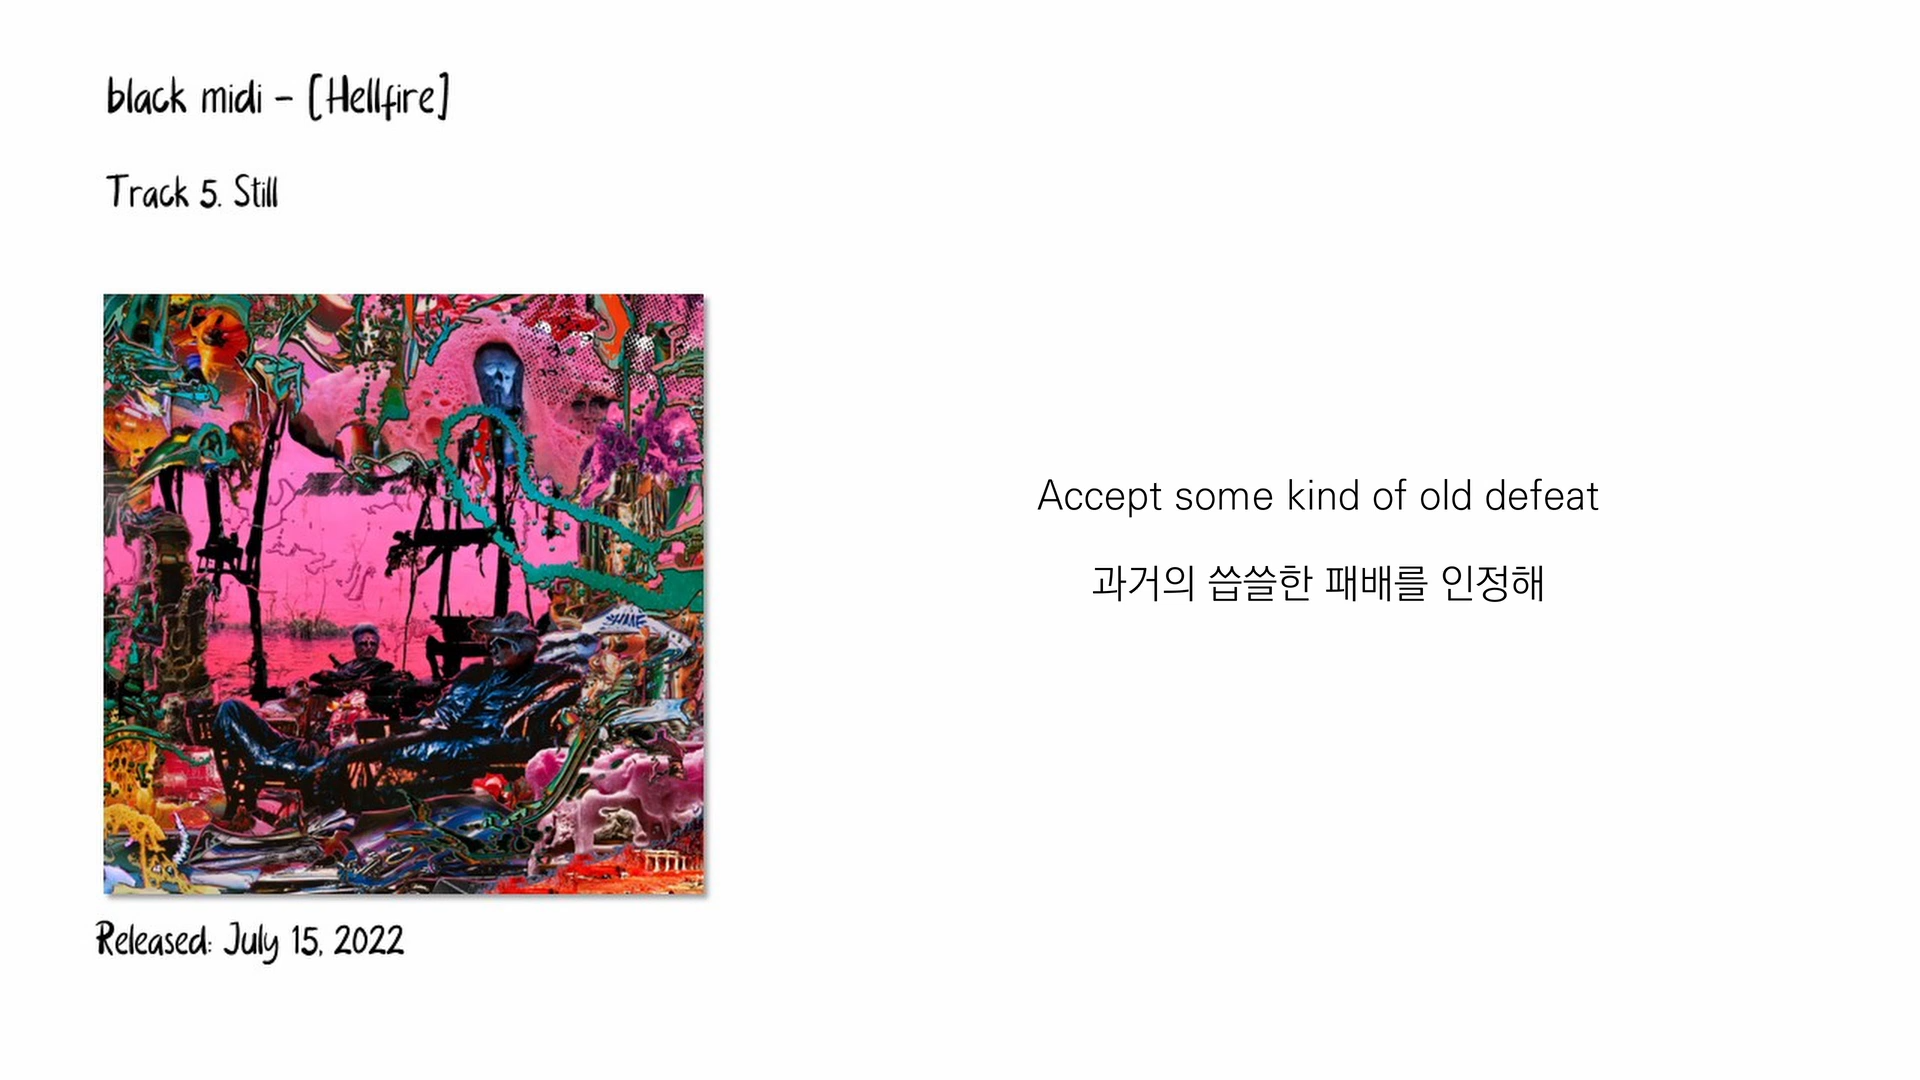 black midi - [Hellfire]
Track 5. Still
SHAME
Accept some kind of old defeat
과거의 씁쓸한 패배를 인정해
Released: July 15, 2022